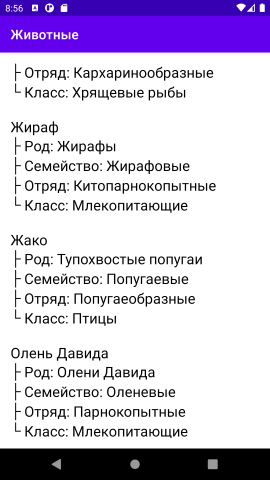 8:56
Животные
├ Отряд: Кархаринообразные
└ Класс: Хрящевые рыбы
Жираф
├ Род: Жирафы
├ Семейство: Жирафовые
├ Отряд: Китопарнокопытные
└ Класс: Млекопитающие
Жако
├ Род: Тупохвостые попугаи
├ Семейство: Попугаевые
├ Отряд: Попугаеобразные
└ Класс: Птицы
Олень Давида
├ Род: Олени Давида
├ Семейство: Оленевые
├ Отряд: Парнокопытные
└ Класс: Млекопитающие